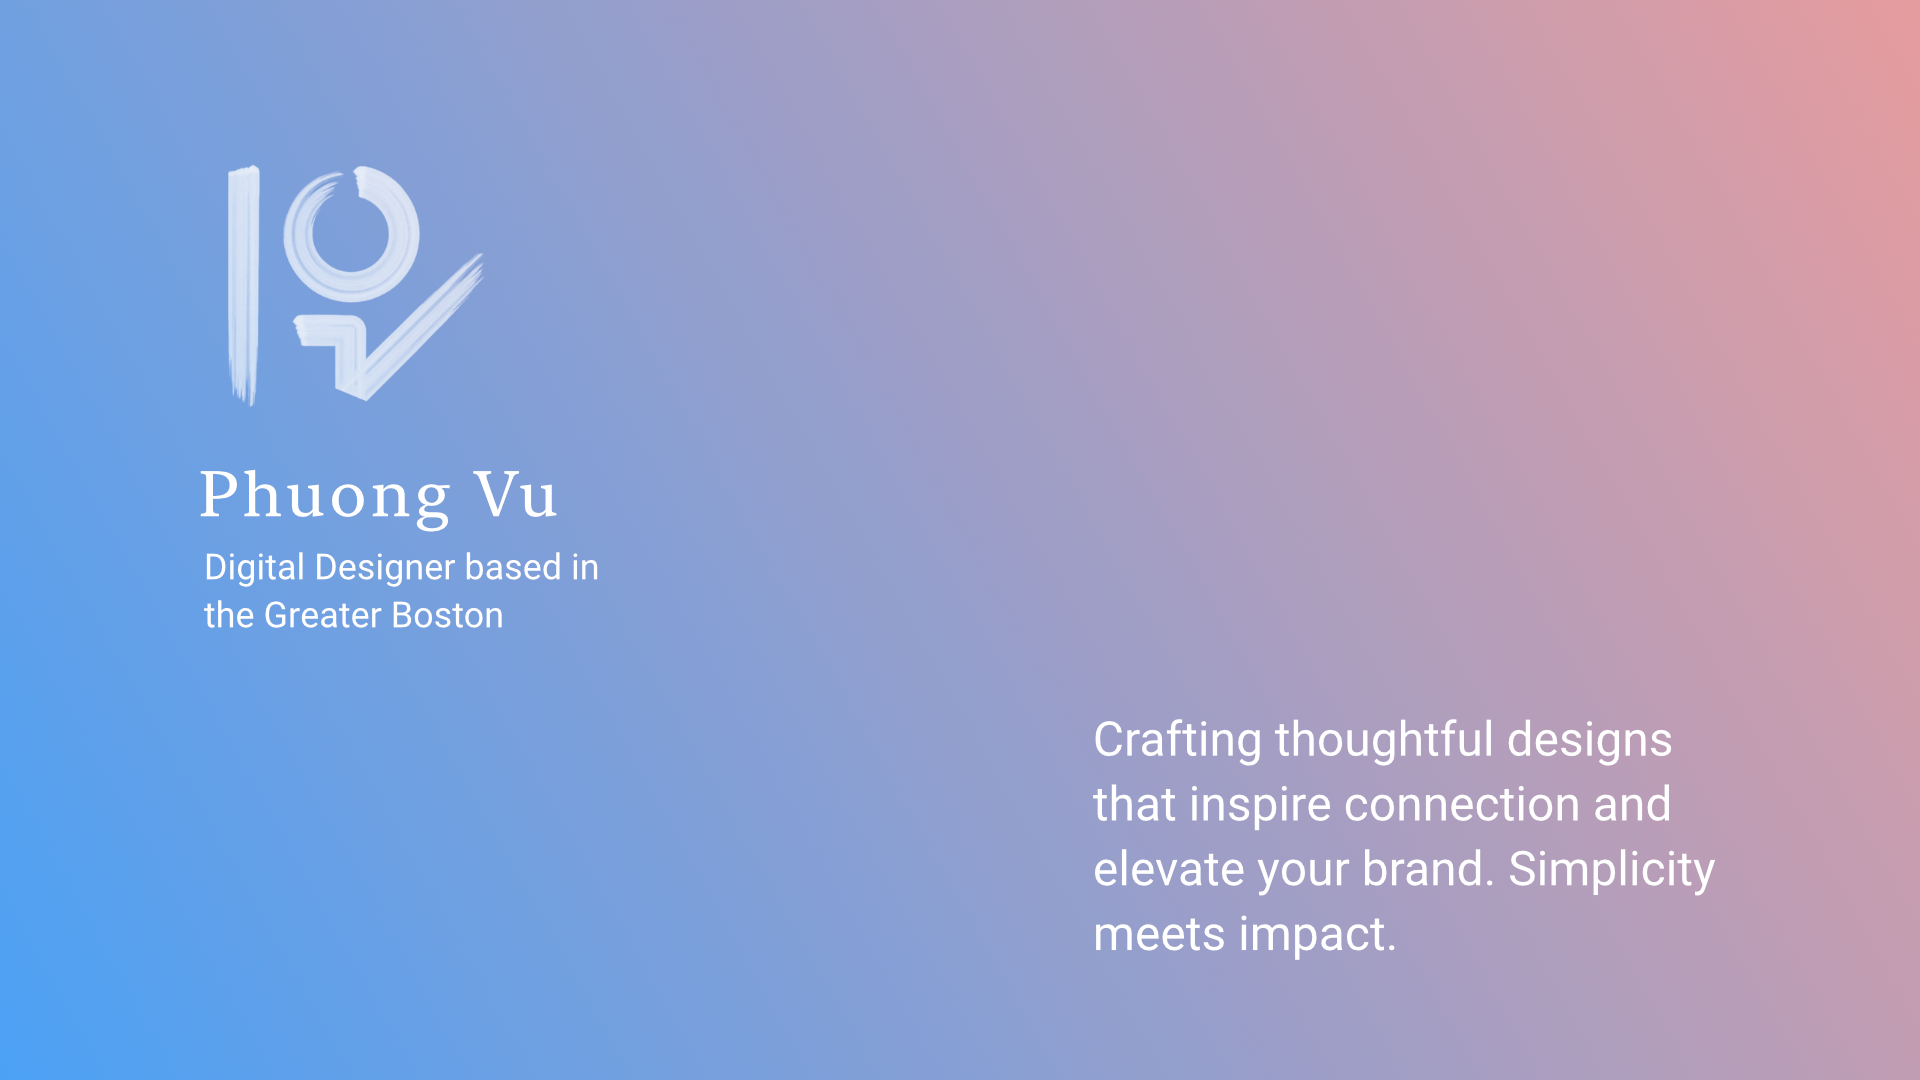 Phuong Vu
Digital Designer based in
the Greater Boston
Crafting thoughtful designs
that inspire connection and
elevate your brand. Simplicity
meets impact.